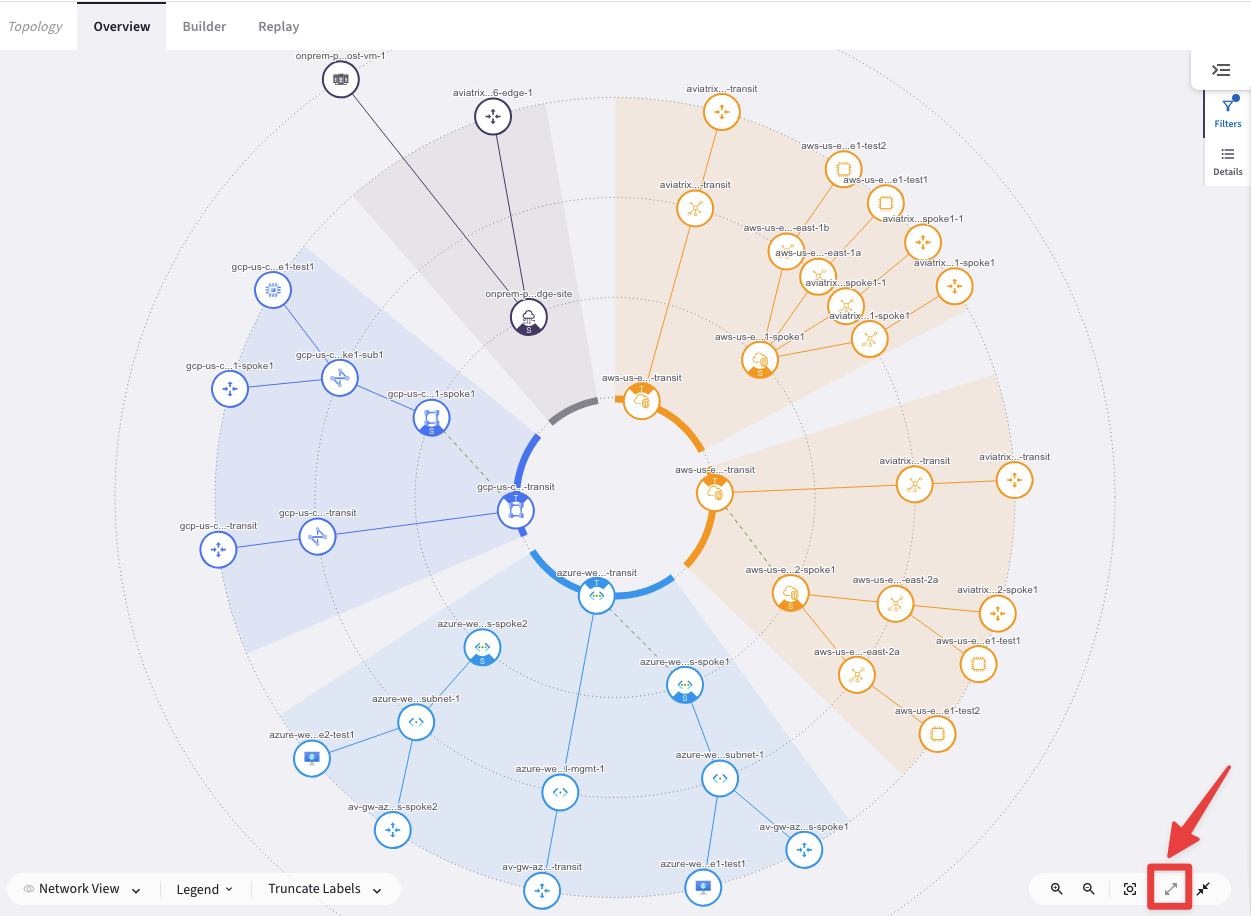 Topology
Overview
Builder
Replay
onprem-p...ost-vm-1
aviatrix...6-edge-1
aviatrix...-transit
Filters
Details
aws-us-e...e1-test2
aws-us-e...e1-test1
aviatrix...-transit
aviatrix...spoke1-1
aws-us-e...-east-1b
aws-us-e...-east-1a
aviatrix...1-spoke1
gcp-us-c...e1-test1
aviatrix...spoke1-1
onprem-p...dge-site
S
aviatrix...1-spoke1
aws-us-e...1-spoke1
S
gcp-us-c...ke1-sub1
gcp-us-c...1-spoke1
aws-us-e...-transit
T
gcp-us-c...1-spoke1
S
aviatrix...-transit
aviatrix...-transit
aws-us-e...-transit
T
gcp-us-c...-transit
T
gcp-us-c...-transit
gcp-us-c...-transit
azure-we...-transit
T
aws-us-e...2-spoke1
S
aws-us-e...-east-2a
aviatrix...2-spoke1
azure-we...s-spoke2
S
aws-us-e...e1-test1
aws-us-e...-east-2a
azure-we...s-spoke1
S
azure-we...subnet-1
aws-us-e...e1-test2
azure-we...e2-test1
azure-we...subnet-1
azure-we...l-mgmt-1
av-gw-az...s-spoke2
av-gw-az...s-spoke1
azure-we...e1-test1
av-gw-az...-transit
Network View
Legend
Truncate Labels